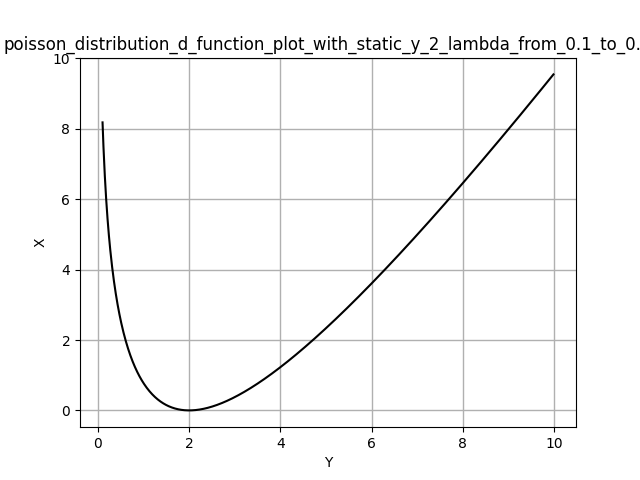 poisson_distribution_d_function_plot_with_static_y_2_lambda_from_0.1_to_0.
10
8
6
4
2
0
X
0 2 4 6 8 10
Y